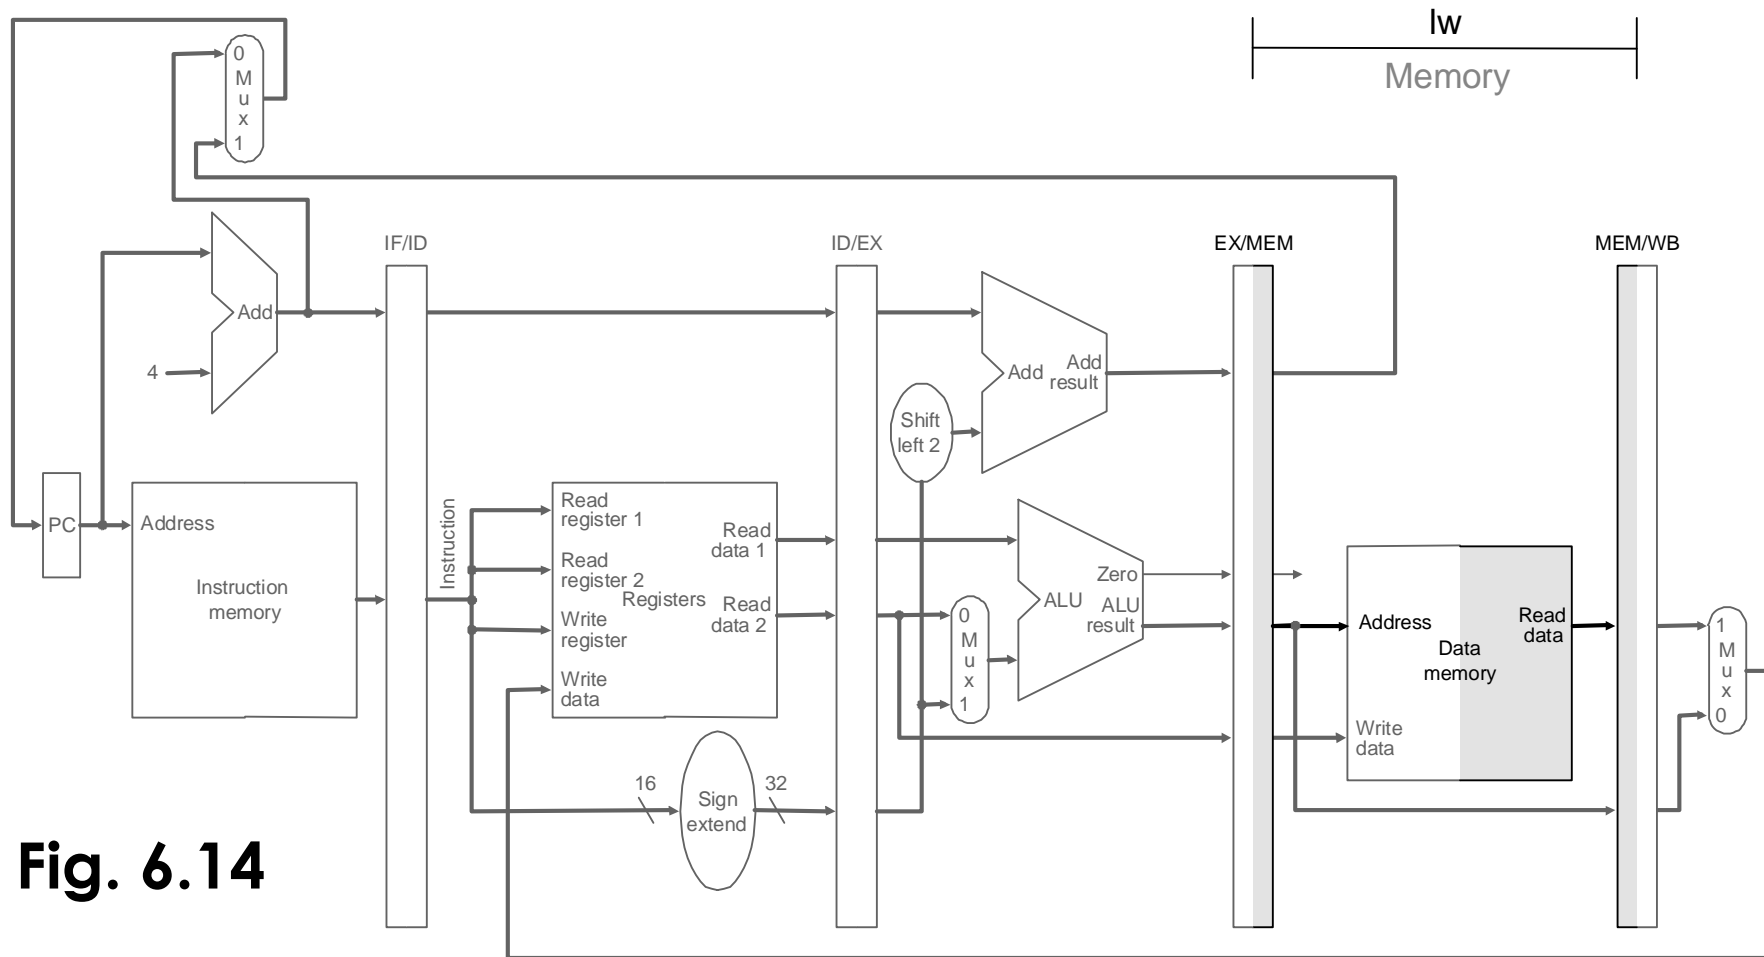 lw
Memory
0
M
u
x
1
IF/ID
ID/EX
EX/MEM
MEM/WB
Add
4
Add
Add
result
Shift
left 2
PC
Address
Instruction
memory
Instruction
Read
register 1
Read
register 2
Registers
Write
register
Write
data
Read
data 1
Read
data 2
0
M
u
x
1
Zero
ALU
ALU
result
Address
Read
data
Data
memory
Write
data
1
M
u
x
0
16
Sign
extend
32
Fig. 6.14